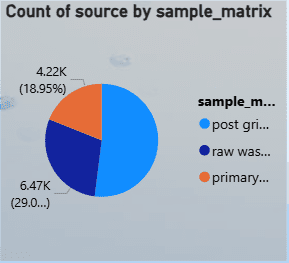 Count of source by sample_matrix
4.22K
(18.95%)
sample_m...
post gri...
raw was...
primary...
6.47K
(29.0...)